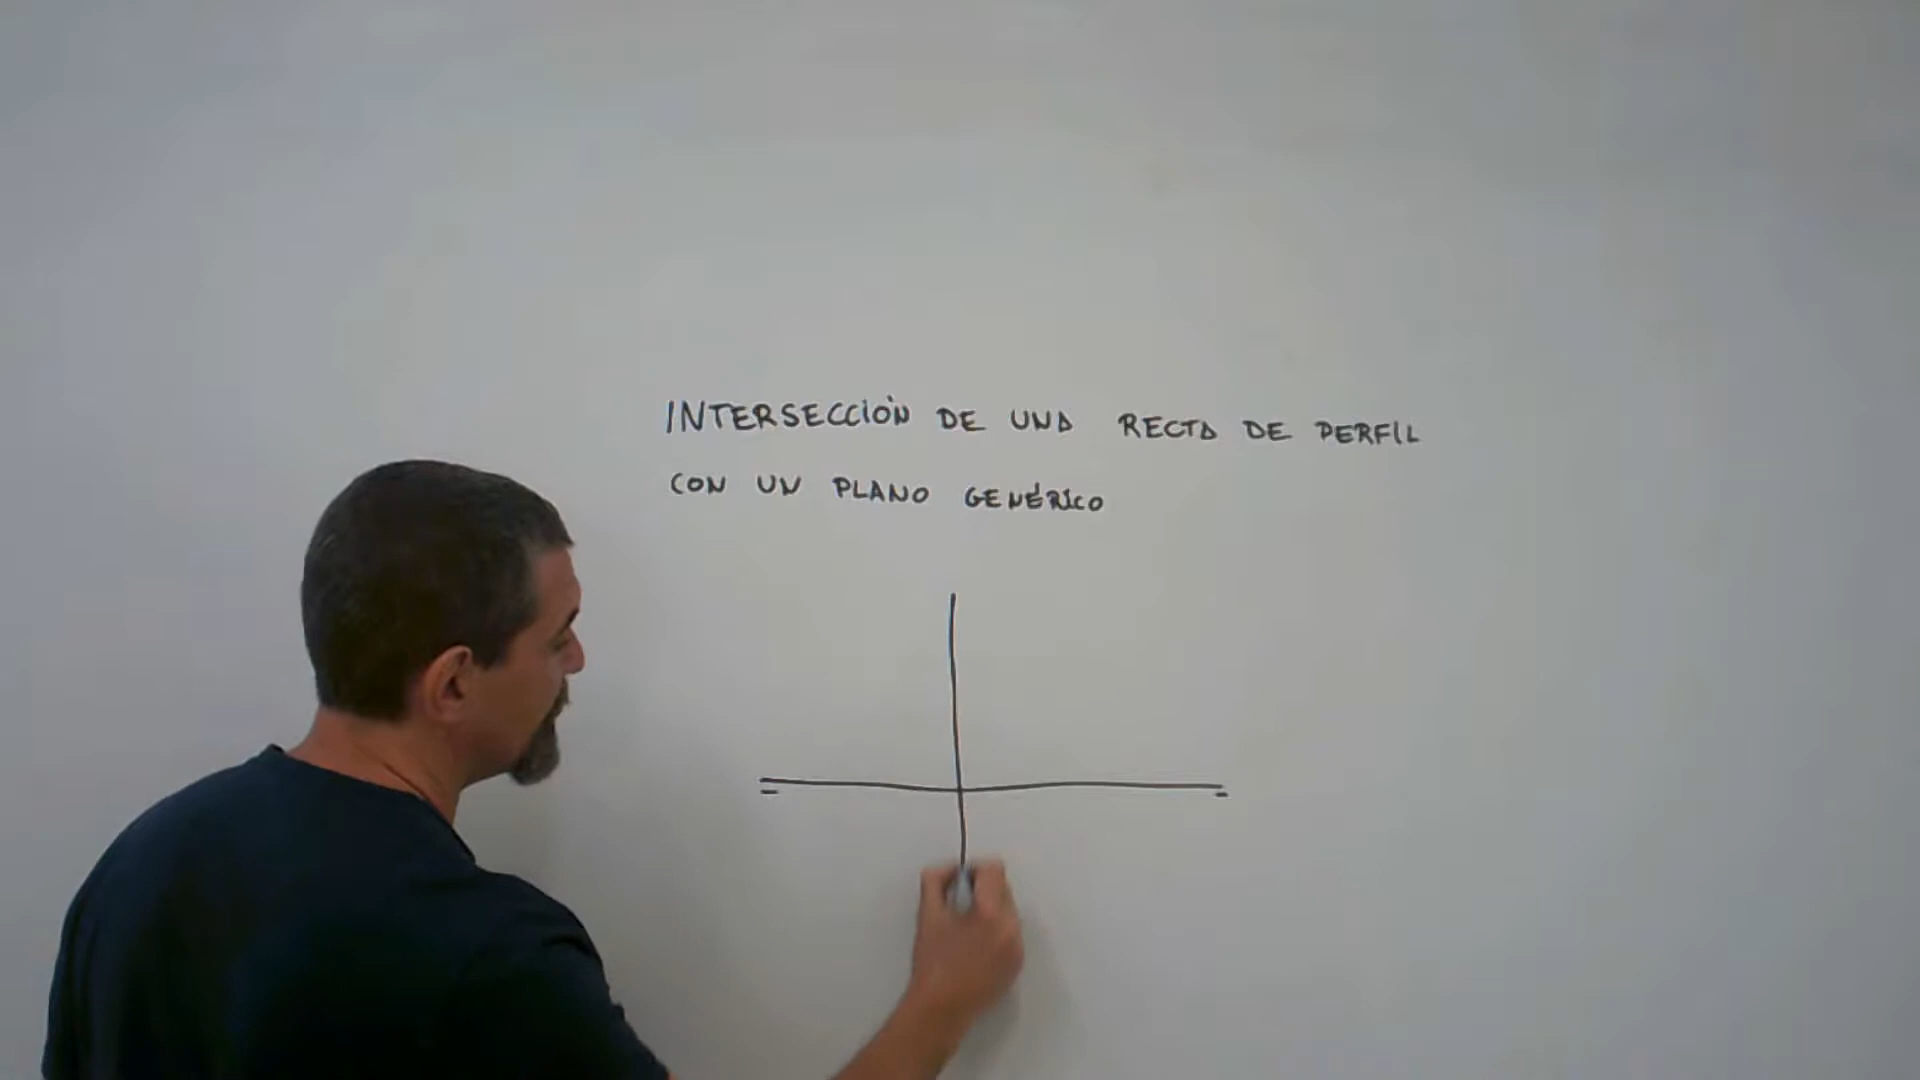 INTERSECCIÓN DE UNA RECTA DE PERFIL
CON UN PLANO GENÉRICO